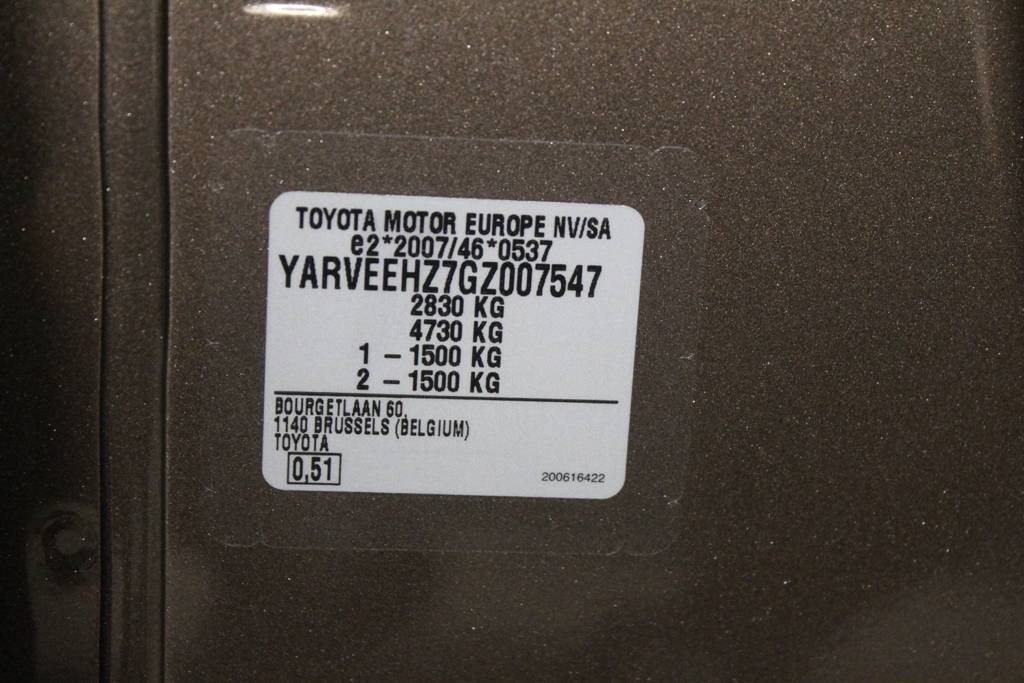 TOYOTA MOTOR EUROPE NV/SA
e2*2007/46*0537
YARVEEHZ7GZ007547
2830 KG
4730 KG
1 – 1500 KG
2 – 1500 KG
BOURGETLAAN 60,
1140 BRUSSELS (BELGIUM)
TOYOTA
0,51
200616422